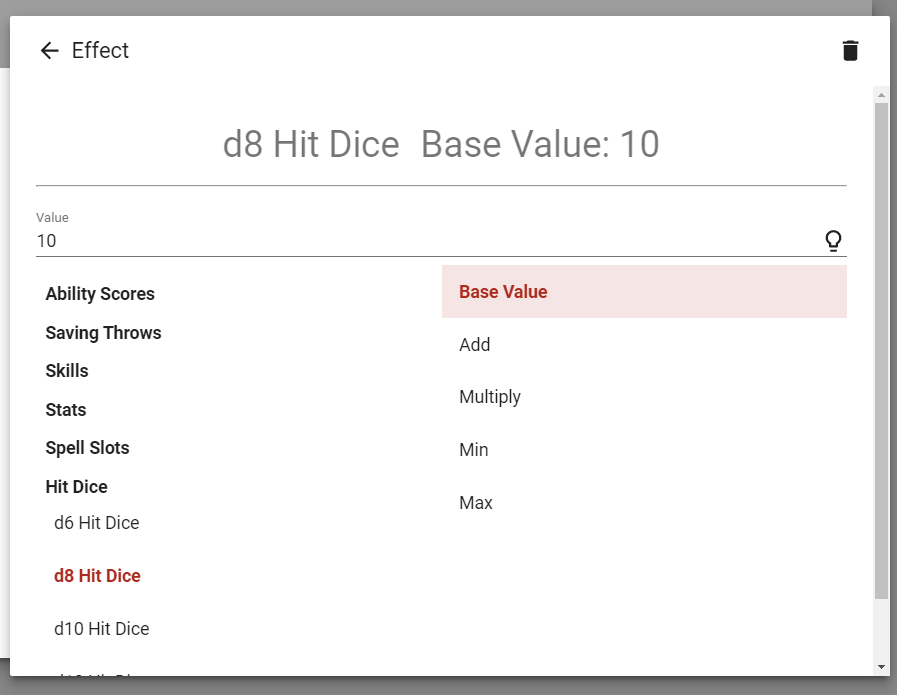 Effect
d8 Hit Dice  Base Value: 10
Value
10
Ability Scores
Saving Throws
Skills
Stats
Spell Slots
Hit Dice
d6 Hit Dice
d8 Hit Dice
d10 Hit Dice
Base Value
Add
Multiply
Min
Max